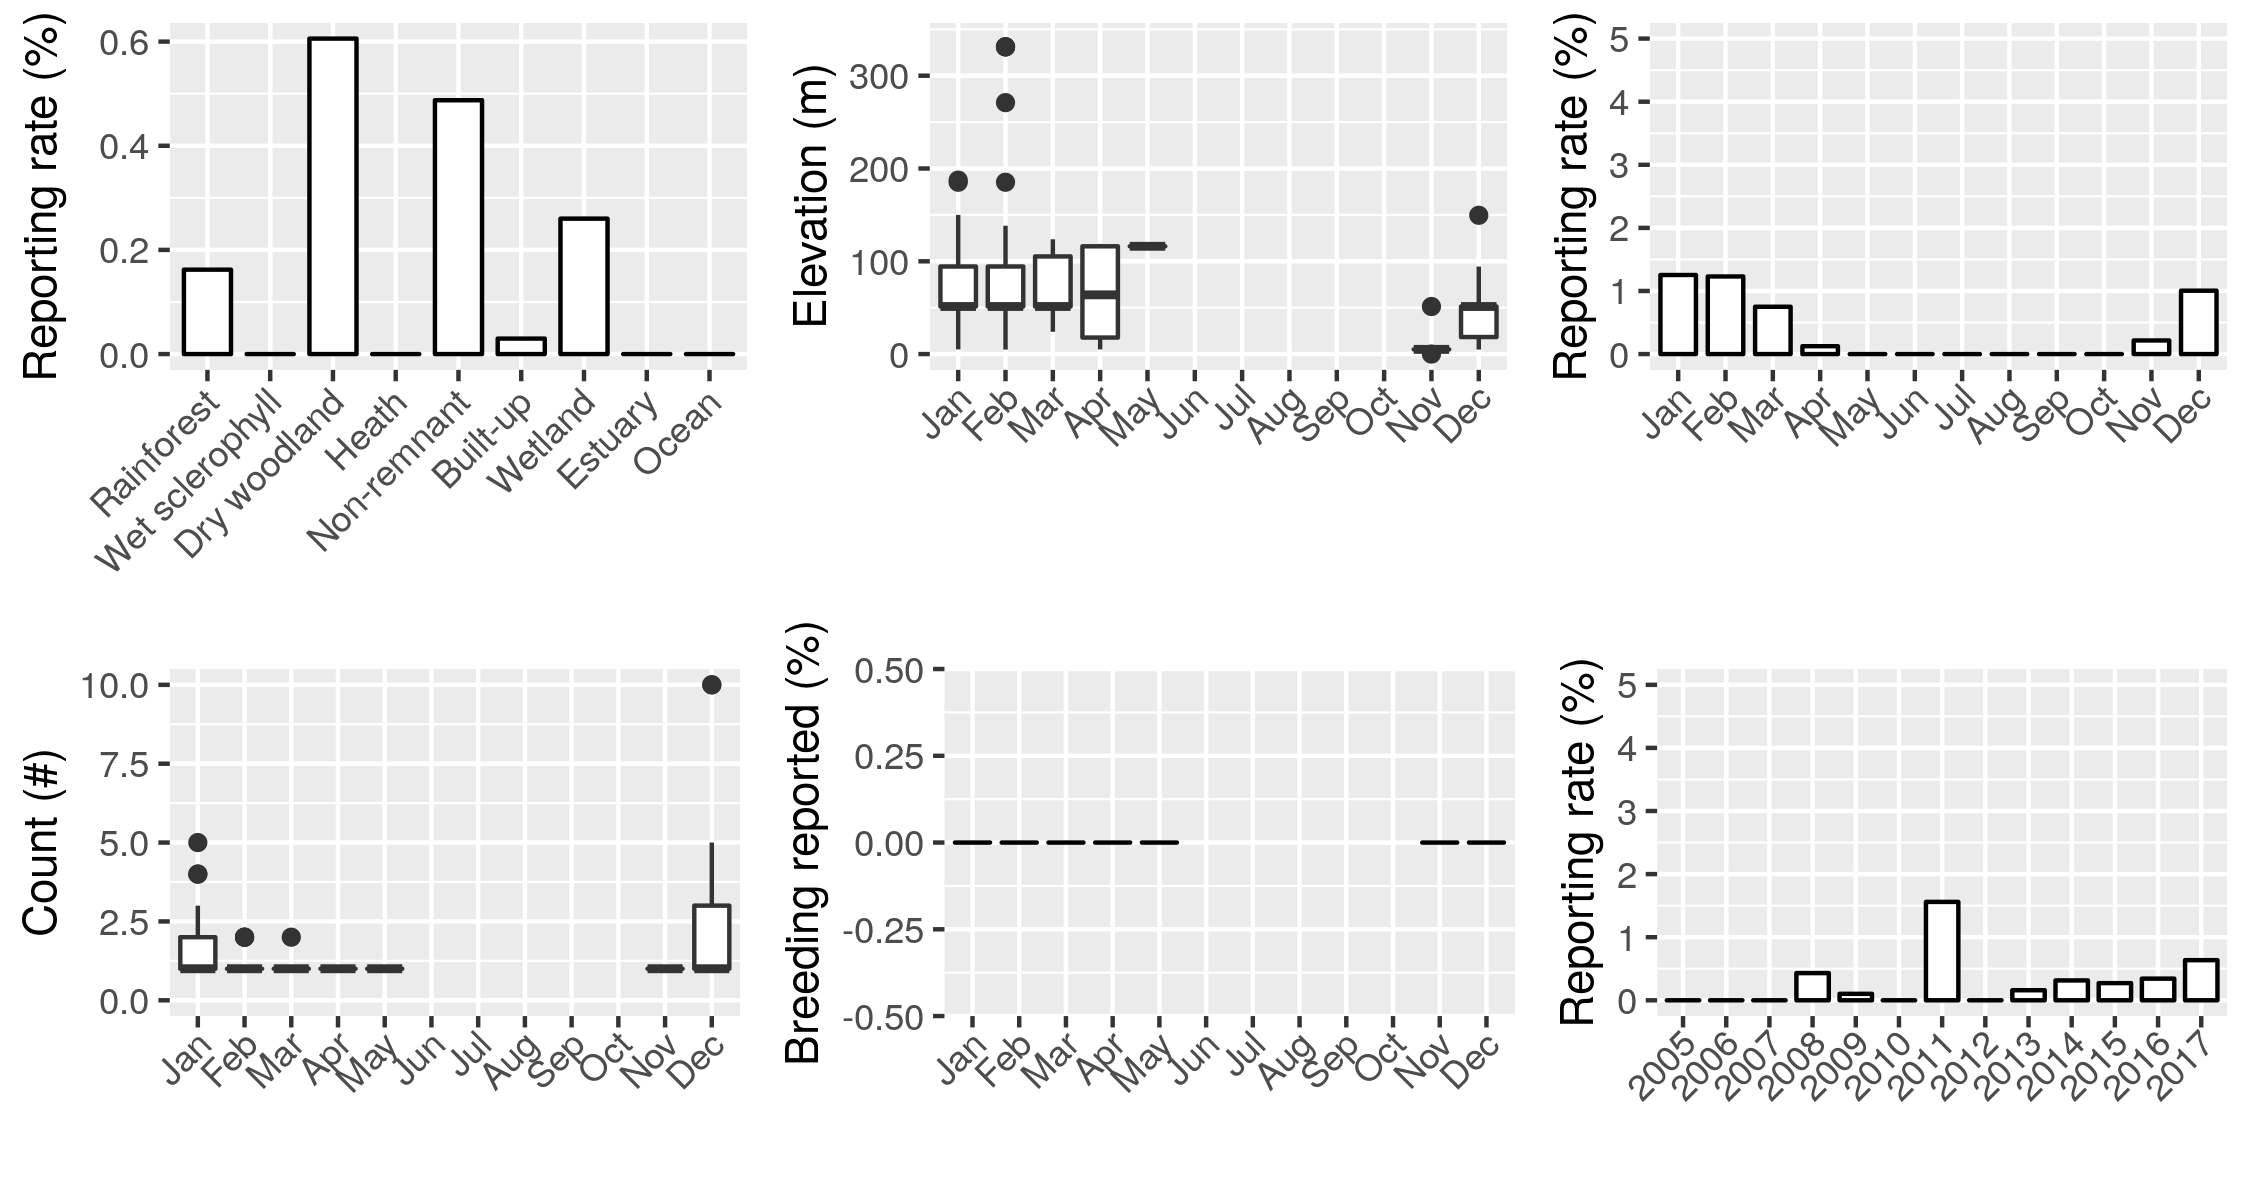 Reporting rate (%)
0.6
0.4
0.2
0.0
Rainforest
Wet sclerophyll
Dry woodland
Heath
Non-remnant
Built-up
Wetland
Estuary
Ocean
Elevation (m)
300
200
100
0
Jan
Feb
Mar
Apr
May
Jun
Jul
Aug
Sep
Oct
Nov
Dec
Reporting rate (%)
5
4
3
2
1
0
Jan
Feb
Mar
Apr
May
Jun
Jul
Aug
Sep
Oct
Nov
Dec
Count (#)
10.0
7.5
5.0
2.5
0.0
Jan
Feb
Mar
Apr
May
Jun
Jul
Aug
Sep
Oct
Nov
Dec
Breeding reported (%)
0.50
0.25
0.00
-0.25
-0.50
Jan
Feb
Mar
Apr
May
Jun
Jul
Aug
Sep
Oct
Nov
Dec
Reporting rate (%)
5
4
3
2
1
0
2005
2006
2007
2008
2009
2010
2011
2012
2013
2014
2015
2016
2017